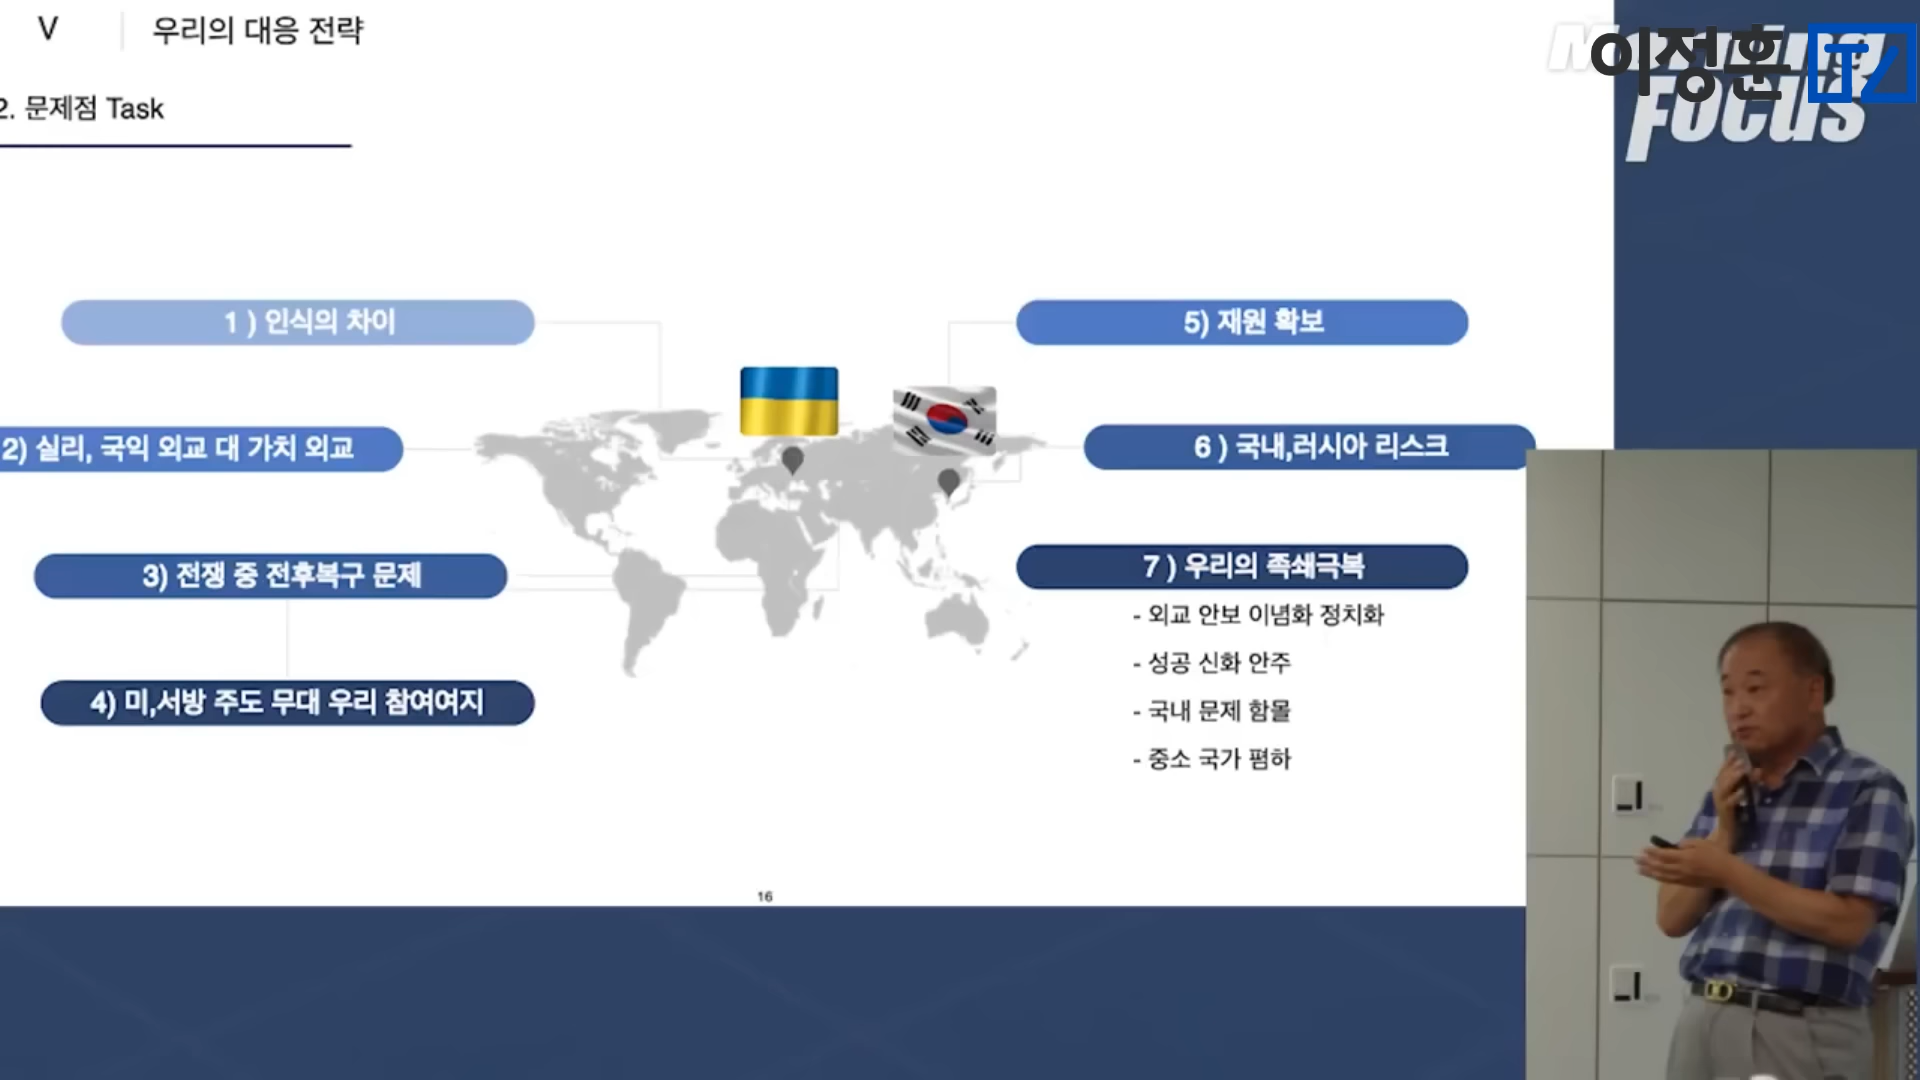 V
우리의 대응 전략
2. 문제점 Task
1 ) 인식의 차이
2) 실리, 국익 외교 대 가치 외교
3) 전쟁 중 전후복구 문제
4) 미,서방 주도 무대 우리 참여여지
5) 재원 확보
6 ) 국내,러시아 리스크
7 ) 우리의 족쇄극복
- 외교 안보 이념화 정치화
- 성공 신화 안주
- 국내 문제 함몰
- 중소 국가 폄하
16
이정훈 TV
Morning
FOCUS